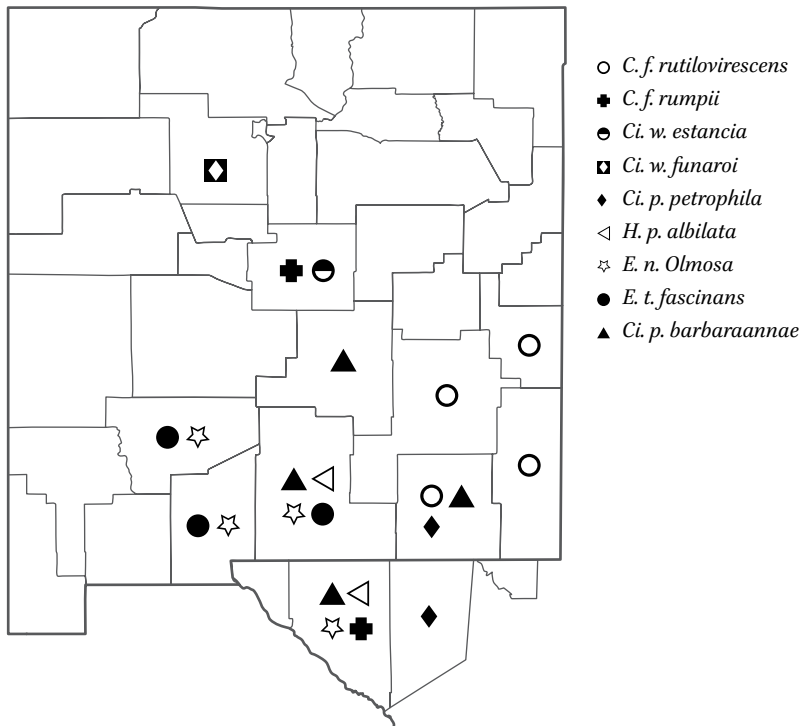 C. f. rutilovirescens
C. f. rumpii
Ci. w. estancia
Ci. w. funaroi
Ci. p. petrophila
H. p. albilata
E. n. Olmosa
E. t. fascinans
Ci. p. barbaraannae